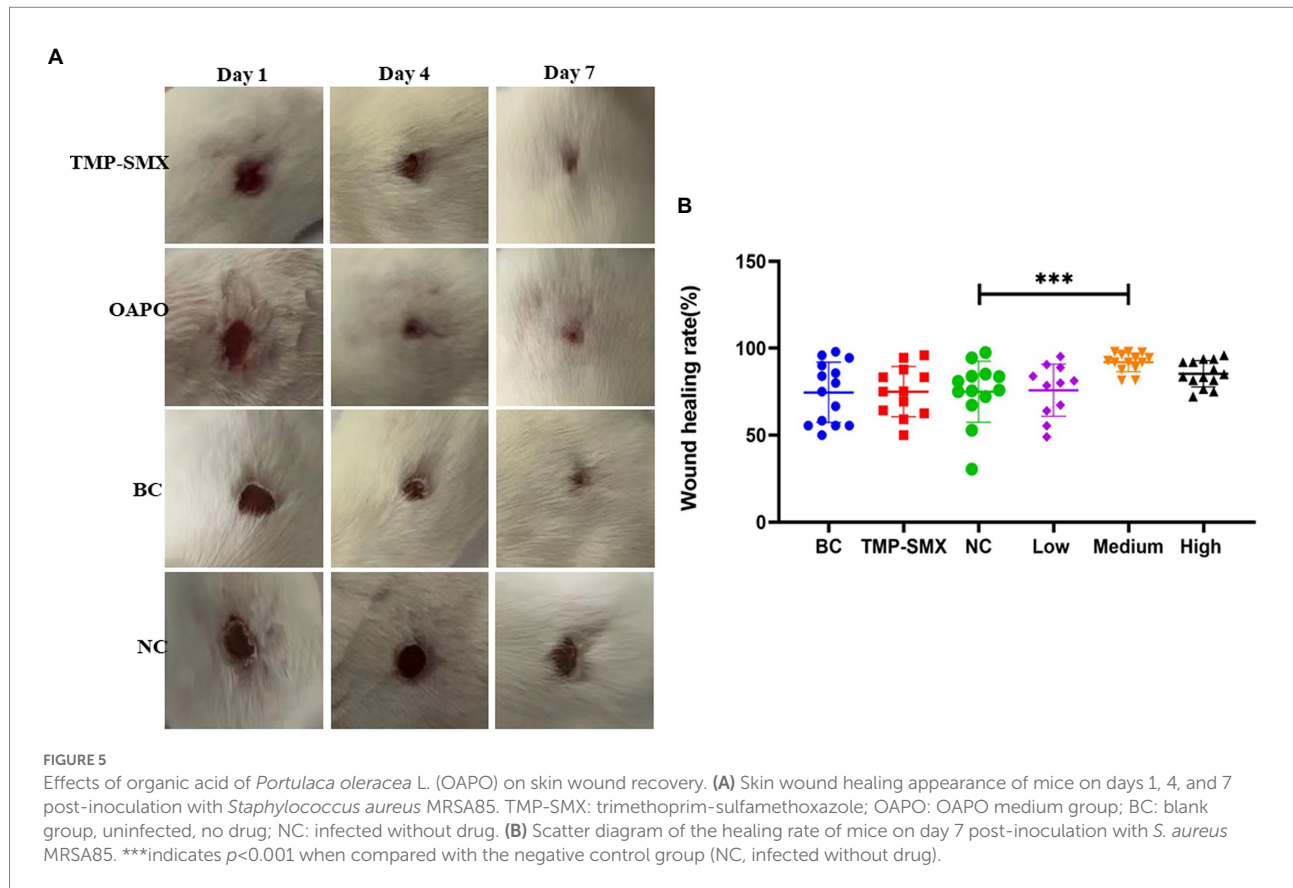 A
Day 1 Day 4 Day 7
TMP-SMX
OAPO
BC
NC
B
***
Wound healing rate(%)
150
100
50
0
BC TMP-SMX NC Low Medium High
FIGURE 5
Effects of organic acid of Portulaca oleracea L. (OAPO) on skin wound recovery. (A) Skin wound healing appearance of mice on days 1, 4, and 7
post-inoculation with Staphylococcus aureus MRSA85. TMP-SMX: trimethoprim-sulfamethoxazole; OAPO: OAPO medium group; BC: blank
group, uninfected, no drug; NC: infected without drug. (B) Scatter diagram of the healing rate of mice on day 7 post-inoculation with S. aureus
MRSA85. ***indicates p<0.001 when compared with the negative control group (NC, infected without drug).